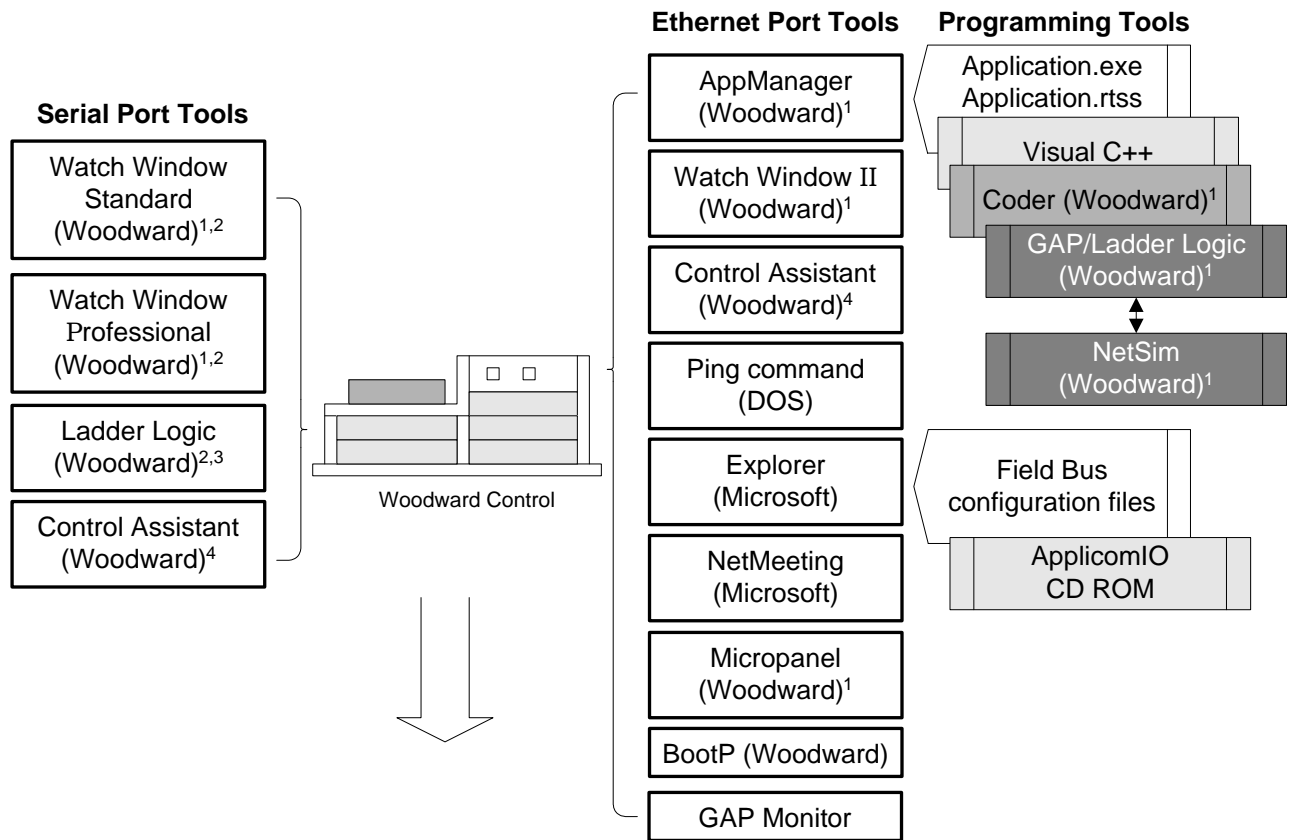 Serial Port Tools
Watch Window
Standard
(Woodward)1,2
Watch Window
Professional
(Woodward)1,2
Ladder Logic
(Woodward)2,3
Control Assistant
(Woodward)4
Woodward Control
Ethernet Port Tools
AppManager
(Woodward)1
Watch Window II
(Woodward)1
Control Assistant
(Woodward)4
Ping command
(DOS)
Explorer
(Microsoft)
NetMeeting
(Microsoft)
Micropanel
(Woodward)1
BootP (Woodward)
GAP Monitor
Programming Tools
Application.exe
Application.rtss
Visual C++
Coder (Woodward)1
GAP/Ladder Logic
(Woodward)1
NetSim
(Woodward)1
Field Bus
configuration files
ApplicomIO
CD ROM